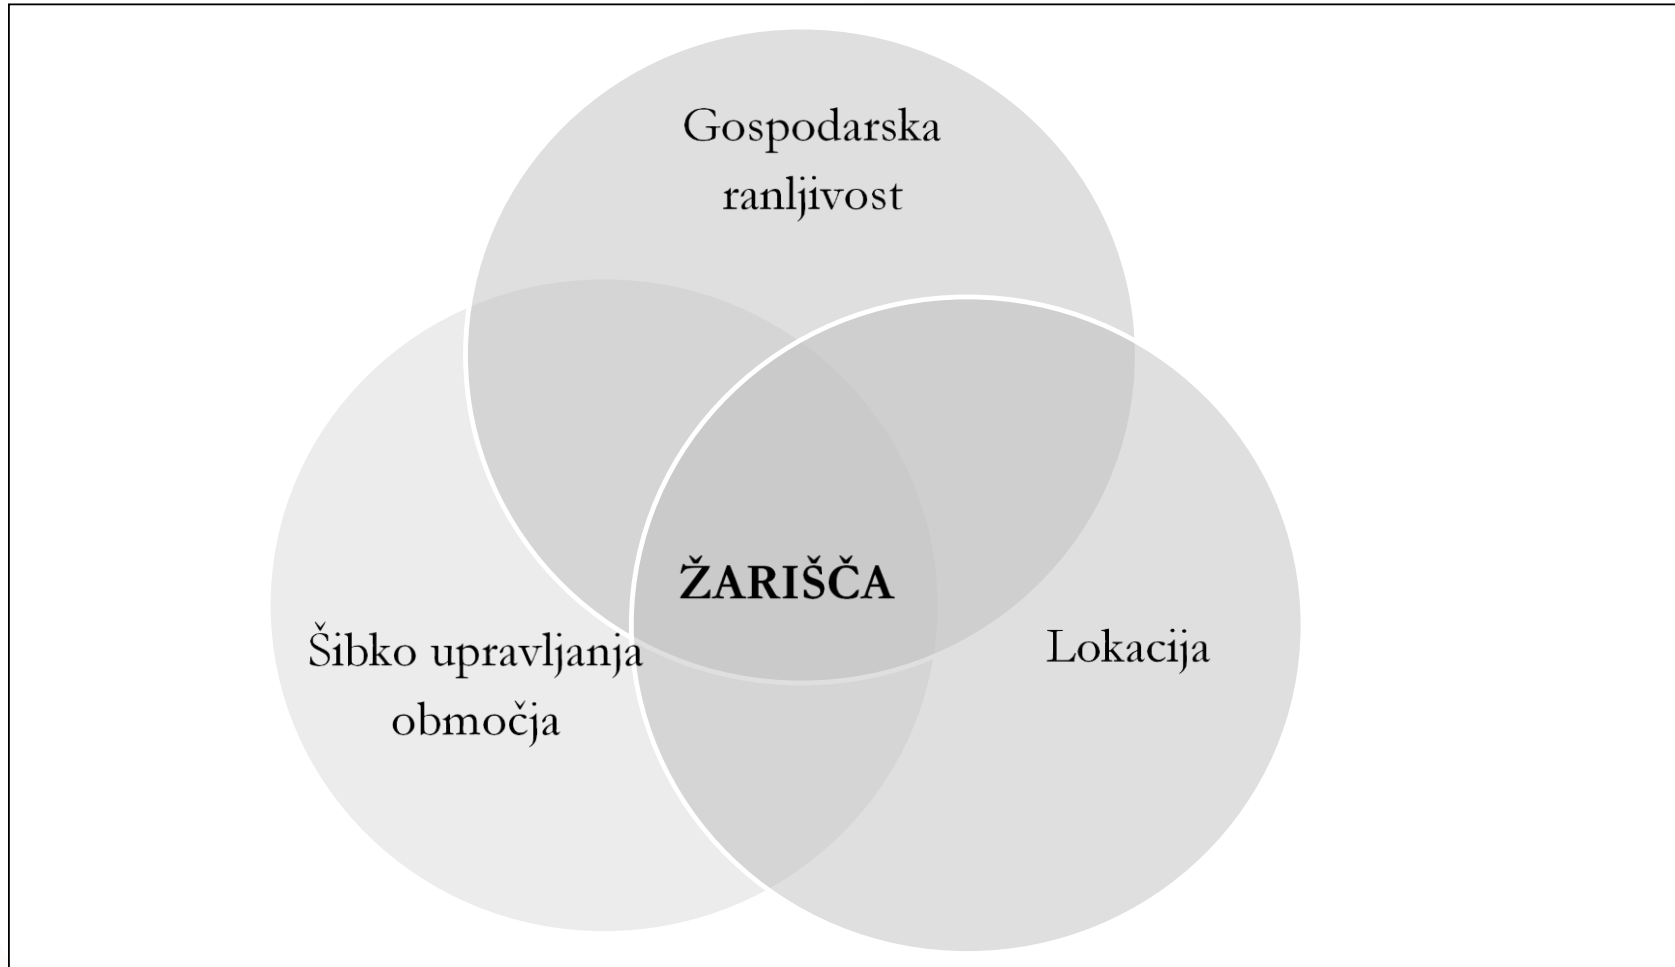 Gospodarska
ranljivost
ŽARIŠČA
Šibko upravljanja
območja
Lokacija